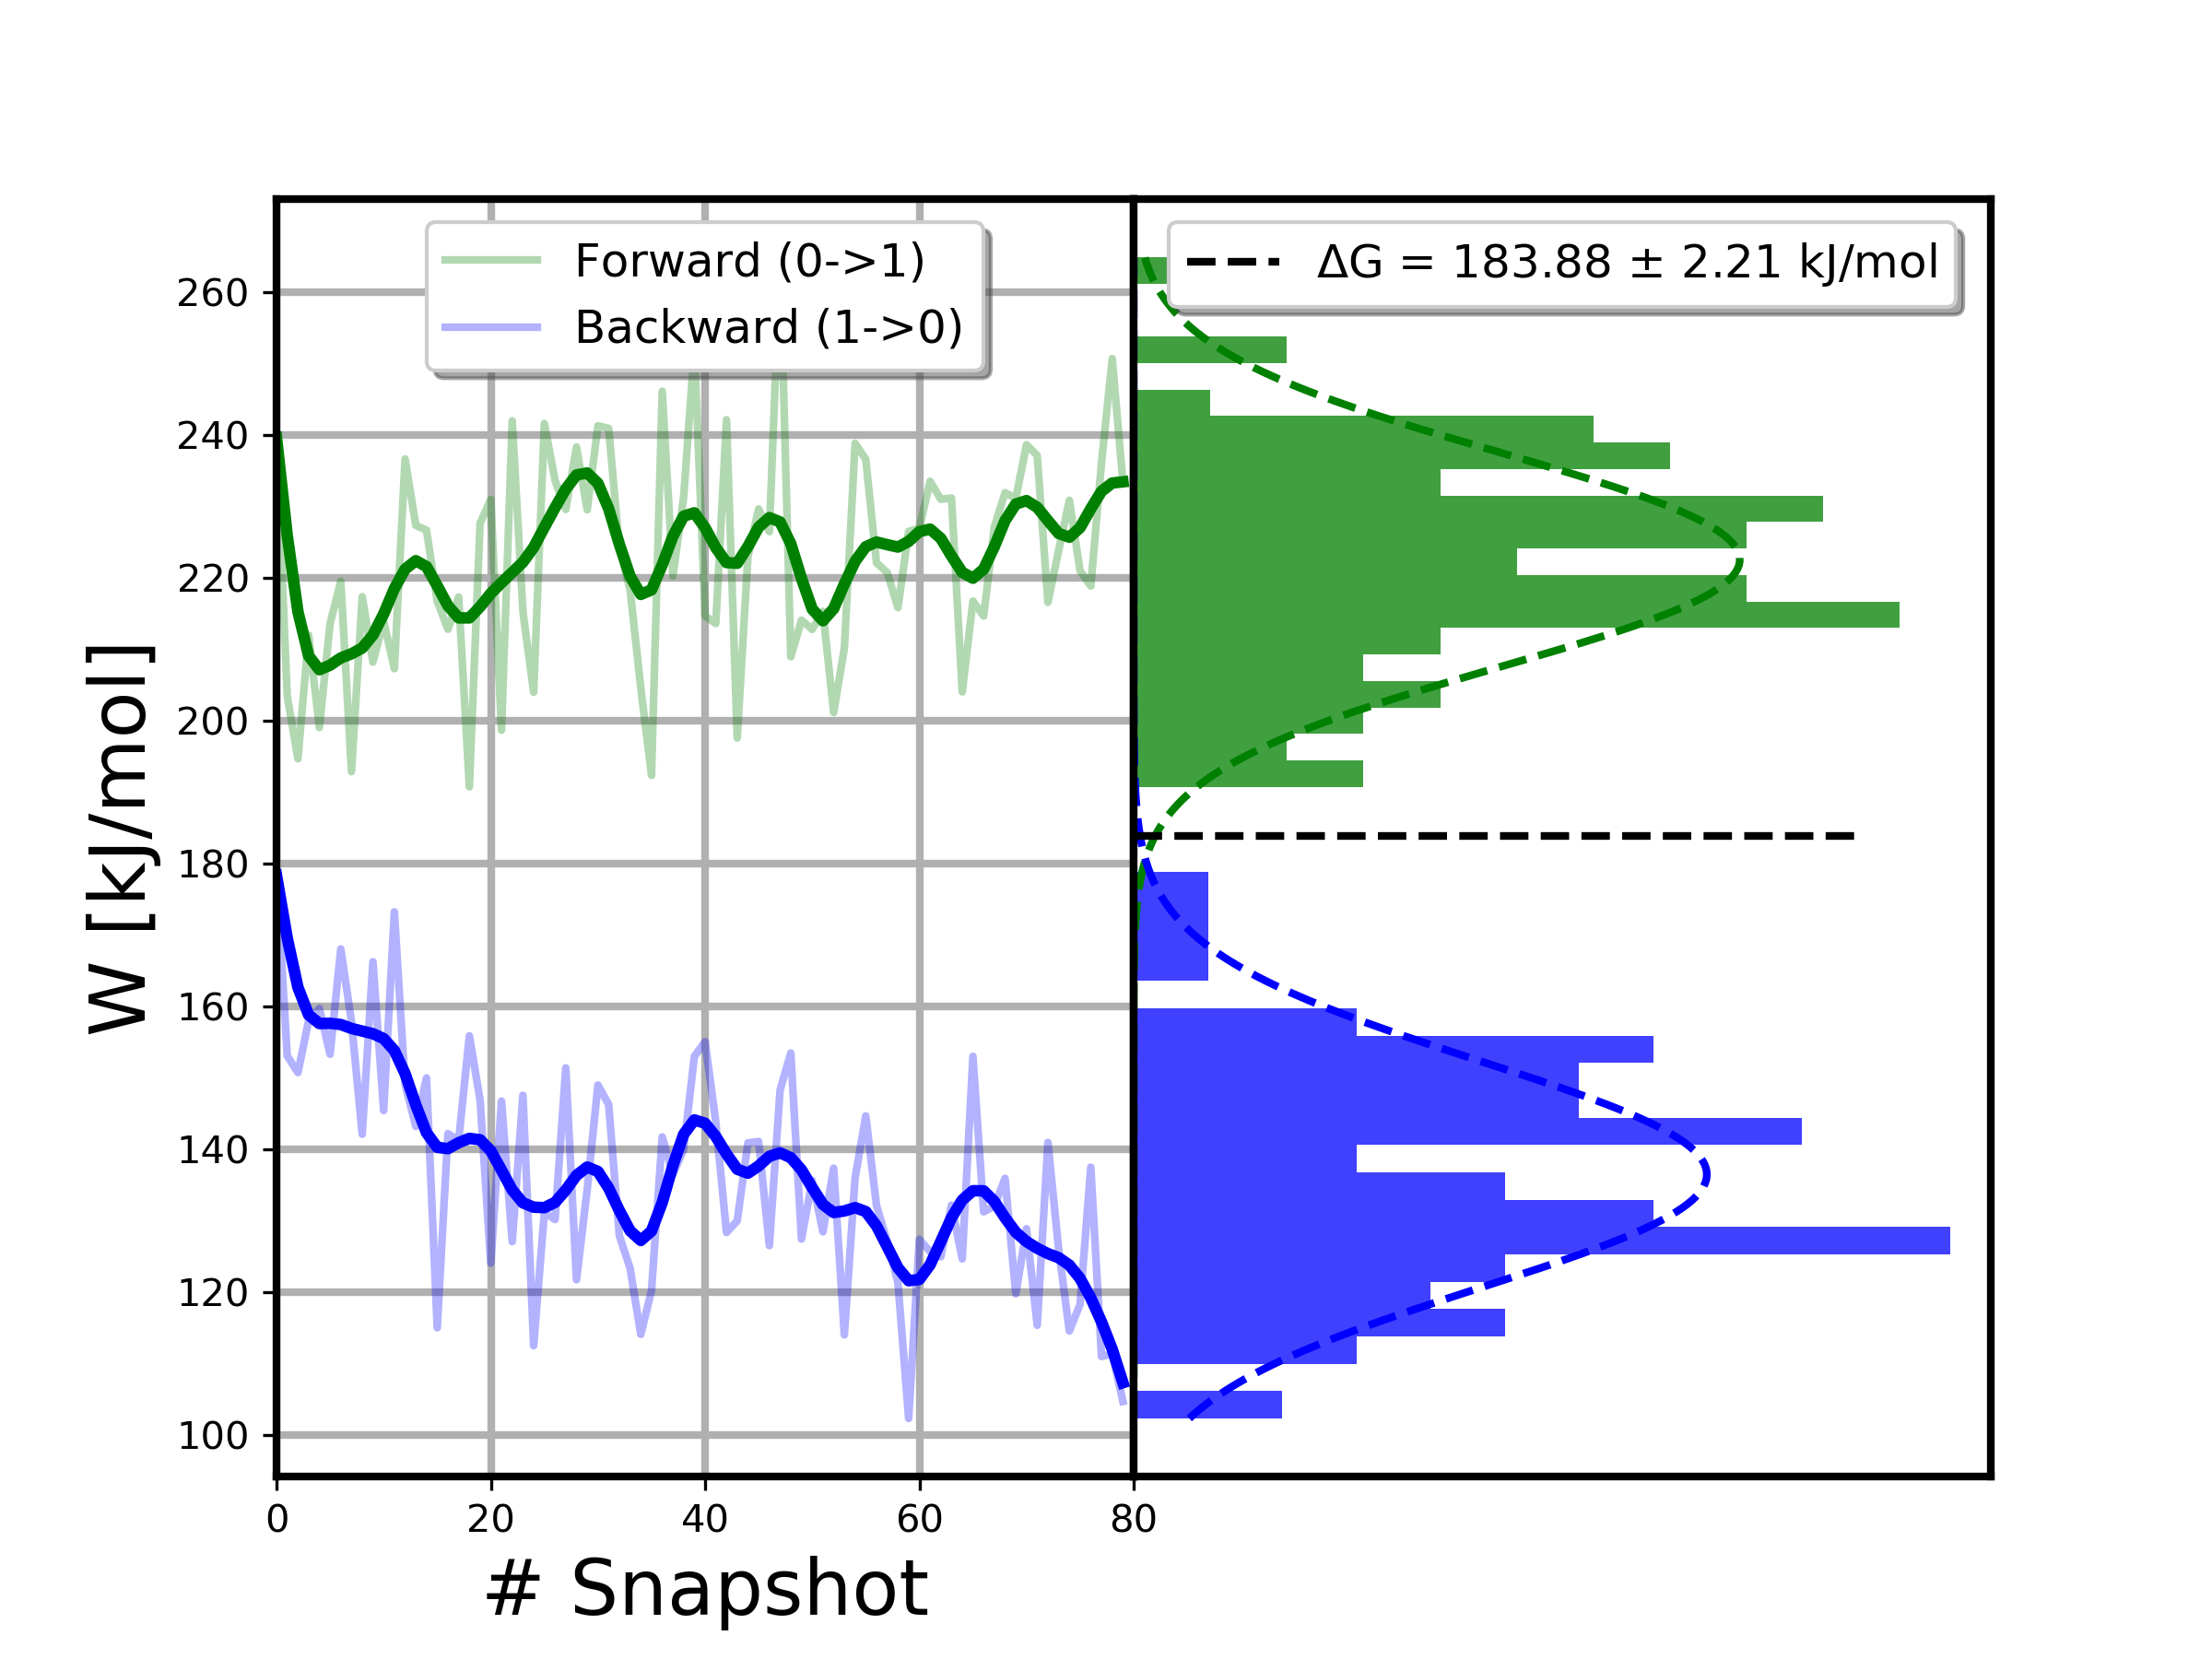 Forward (0->1)
Backward (1->0)
ΔG = 183.88 ± 2.21 kJ/mol
W [kJ/mol]
260
240
220
200
180
160
140
120
100
0 20 40 60 80
# Snapshot